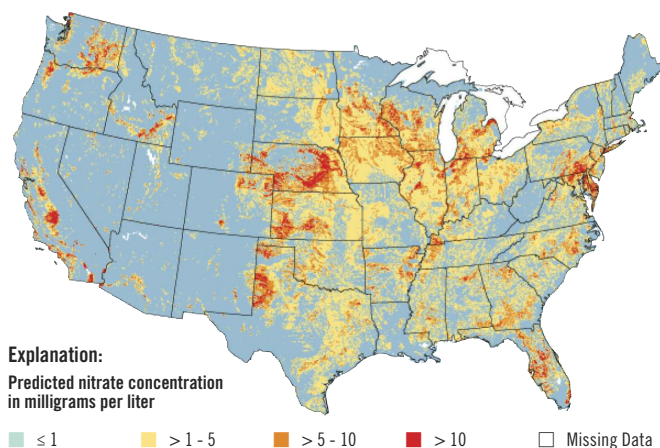 Explanation:
Predicted nitrate concentration
in milligrams per liter
≤ 1 > 1 - 5 > 5 - 10 > 10 Missing Data